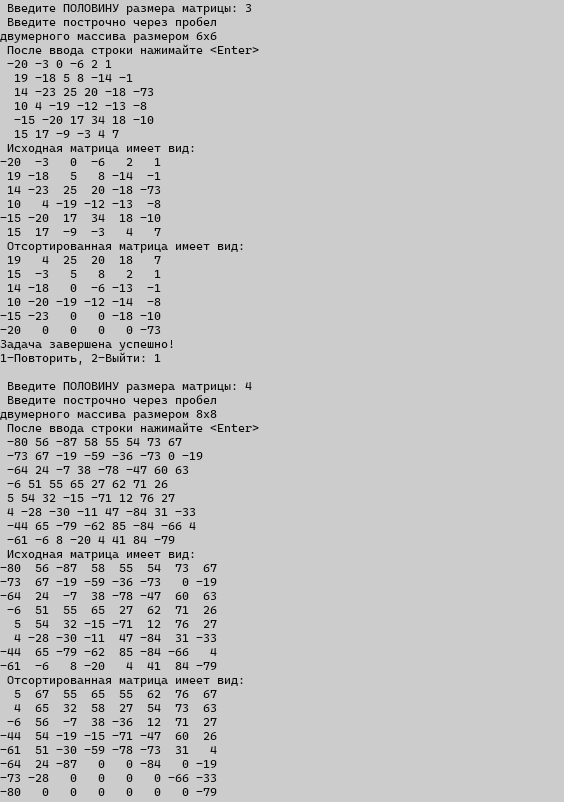 Введите ПОЛОВИНУ размера матрицы: 3
Введите построчно через пробел
двумерного массива размером 6x6
После ввода строки нажимайте <Enter>
-20 -3 0 -6 2 1
19 -18 5 8 -14 -1
14 -23 25 20 -18 -73
10 4 -19 -12 -13 -8
-15 -20 17 34 18 -10
15 17 -9 -3 4 7
Исходная матрица имеет вид:
-20 -3 0 -6 2 1
19 -18 5 8 -14 -1
14 -23 25 20 -18 -73
10 4 -19 -12 -13 -8
-15 -20 17 34 18 -10
15 17 -9 -3 4 7
Отсортированная матрица имеет вид:
19 4 25 20 18 7
15 -3 5 8 2 1
14 -18 0 -6 -13 -1
10 -20 -19 -12 -14 -8
-15 -23 0 0 -18 -10
-20 0 0 0 0 -73
Задача завершена успешно!
1-Повторить, 2-Выйти: 1
Введите ПОЛОВИНУ размера матрицы: 4
Введите построчно через пробел
двумерного массива размером 8x8
После ввода строки нажимайте <Enter>
-80 56 -87 58 55 54 73 67
-73 67 -19 -59 -36 -73 0 -19
-64 24 -7 38 -78 -47 60 63
-6 51 55 65 27 62 71 26
5 54 32 -15 -71 12 76 27
4 -28 -30 -11 47 -84 31 -33
-44 65 -79 -62 85 -84 -66 4
-61 -6 8 -20 4 41 84 -79
Исходная матрица имеет вид:
-80 56 -87 58 55 54 73 67
-73 67 -19 -59 -36 -73 0 -19
-64 24 -7 38 -78 -47 60 63
-6 51 55 65 27 62 71 26
5 54 32 -15 -71 12 76 27
4 -28 -30 -11 47 -84 31 -33
-44 65 -79 -62 85 -84 -66 4
-61 -6 8 -20 4 41 84 -79
Отсортированная матрица имеет вид:
5 67 55 65 55 62 76 67
4 65 32 58 27 54 73 63
-6 56 -7 38 -36 12 71 27
-44 54 -19 -15 -71 -47 60 26
-61 51 -30 -59 -78 -73 31 4
-64 24 -87 0 0 -84 0 -19
-73 -28 0 0 0 0 -66 -33
-80 0 0 0 0 0 0 -79